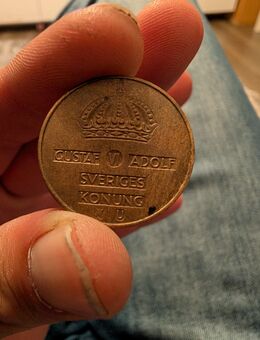 GUSTAF VI ADOLF
SVERIGES
KONUNG
U